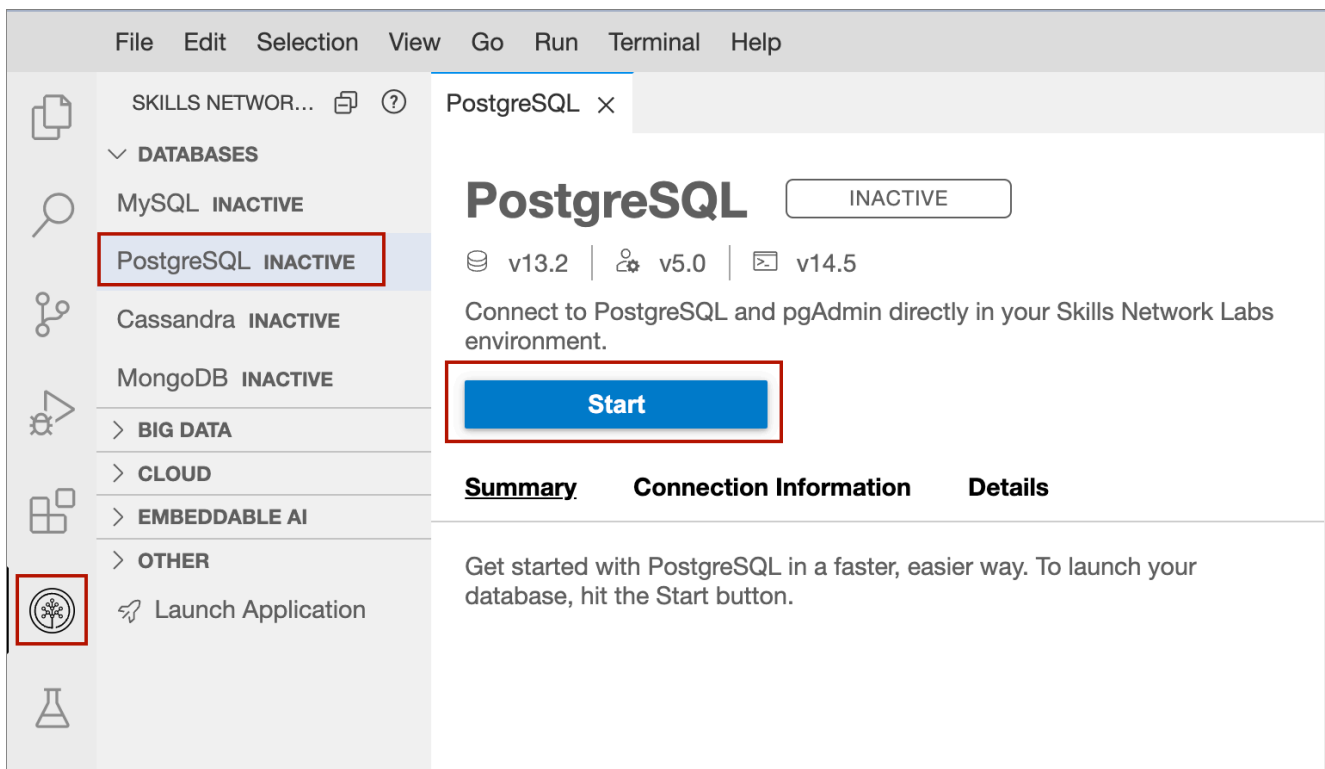 File Edit Selection View Go Run Terminal Help
SKILLS NETWOR...
DATABASES
MySQL INACTIVE
PostgreSQL INACTIVE
Cassandra INACTIVE
MongoDB INACTIVE
BIG DATA
CLOUD
EMBEDDABLE AI
OTHER
Launch Application
PostgreSQL
PostgreSQL INACTIVE
v13.2 v5.0 v14.5
Connect to PostgreSQL and pgAdmin directly in your Skills Network Labs
environment.
Start
Summary Connection Information Details
Get started with PostgreSQL in a faster, easier way. To launch your
database, hit the Start button.